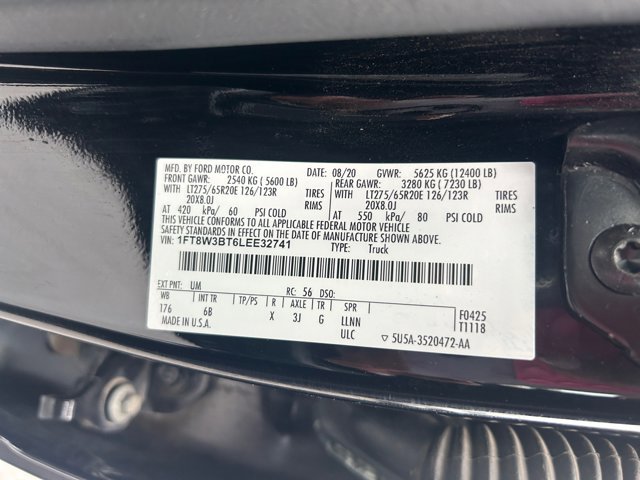 MFD. BY FORD MOTOR CO. DATE: 08/20 GVWR: 5625 KG (12400 LB)
FRONT GAWR: 2540 KG (5600 LB) REAR GAWR: 3280 KG (7230 LB)
WITH LT275/65R20E 126/123R TIRES WITH LT275/65R20E 126/123R TIRES
20X8.0J RIMS 20X8.0J RIMS
AT 420 kPa/ 60 PSI COLD AT 550 kPa/ 80 PSI COLD
THIS VEHICLE CONFORMS TO ALL APPLICABLE FEDERAL MOTOR VEHICLE
SAFETY STANDARDS IN EFFECT ON THE DATE OF MANUFACTURE SHOWN ABOVE.
VIN: 1FT8W3BT6LEE32741 TYPE: Truck
EXT PNT: UM RC: 56 DSO:
WB INT TR TP/PS R AXLE TR SPR F0425
176 6B X 3J G LLNN T1118
MADE IN U.S.A. ULC ▽ 5U5A-3520472-AA